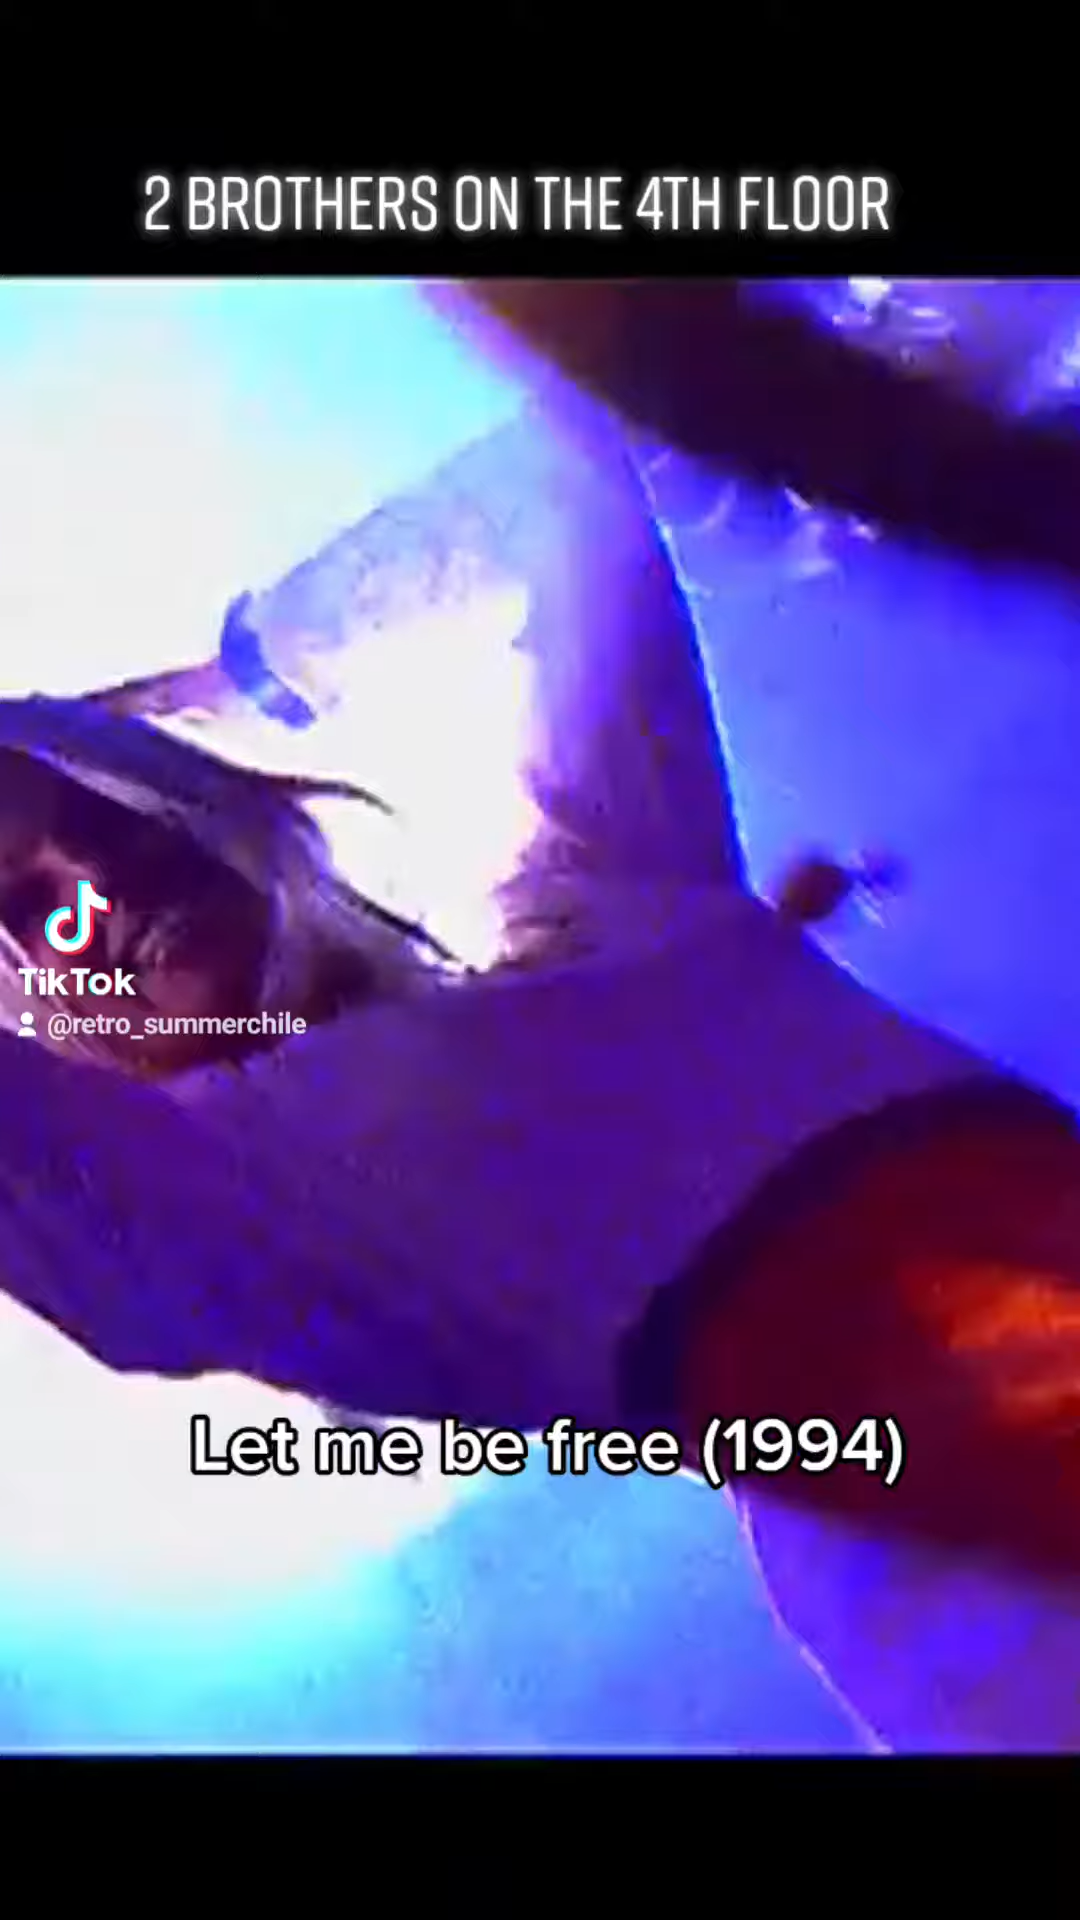 2 BROTHERS ON THE 4TH FLOOR
TikTok
@retro_summerchile
Let me be free (1994)